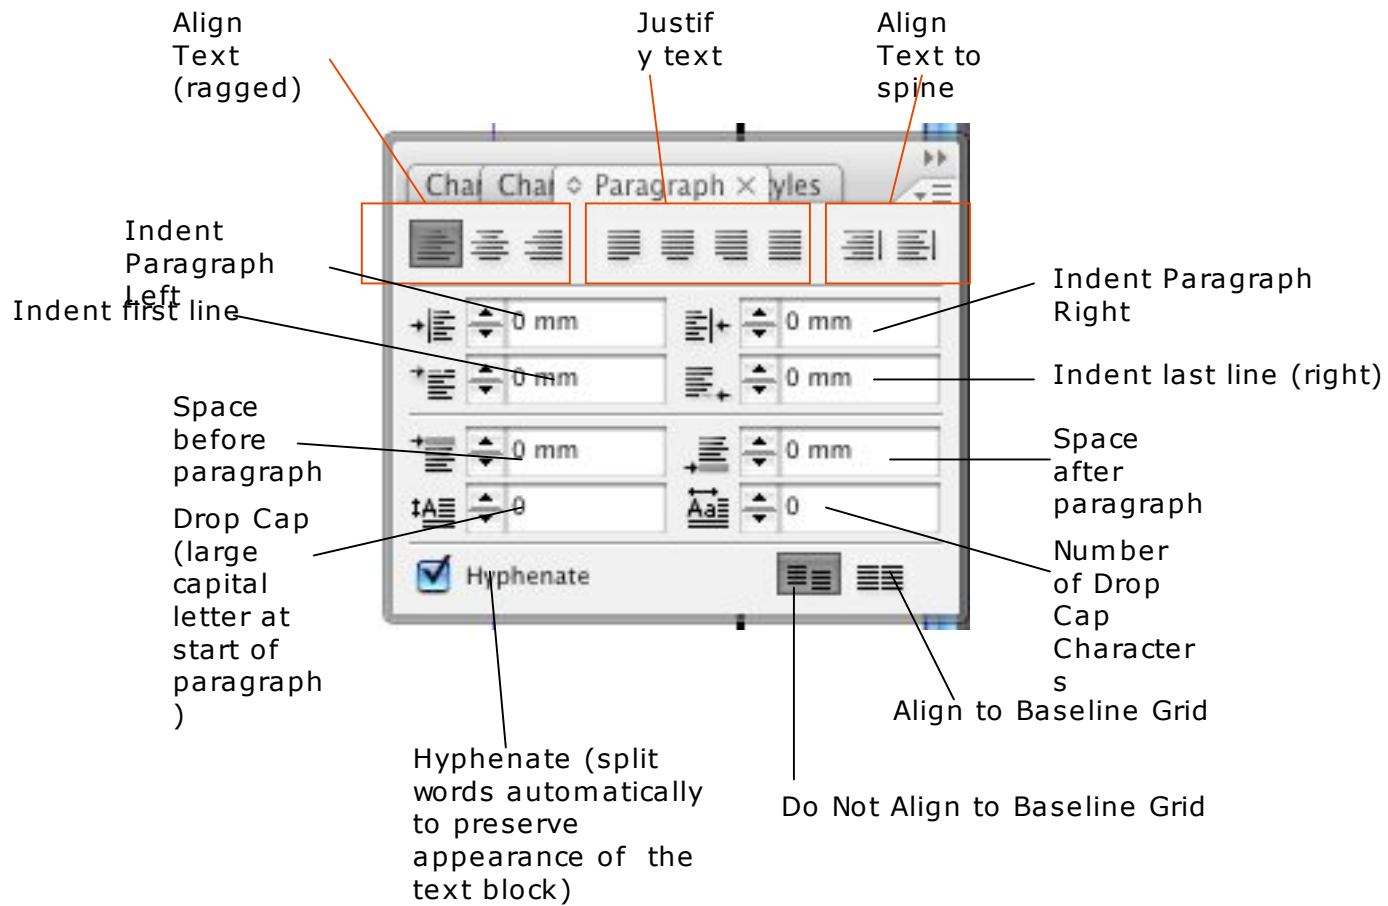 Align
Text
(ragged)
Justif
y text
Align
Text to
spine
Char Char Paragraph yles
Indent
Paragraph
Left
Indent first line
0 mm
0 mm
Indent Paragraph
Right
0 mm
0 mm
Indent last line (right)
Space
before
paragraph
0 mm
0 mm
Space
after
paragraph
Drop Cap
(large
capital
letter at
start of
paragraph
)
0
0
Number
of Drop
Cap
Character
s
Hyphenate
Align to Baseline Grid
Do Not Align to Baseline Grid
Hyphenate (split
words automatically
to preserve
appearance of the
text block)